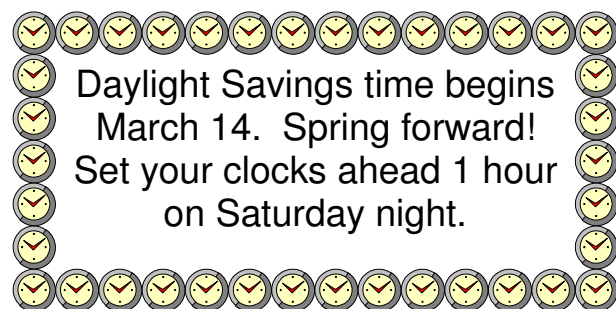 Daylight Savings time begins
March 14.  Spring forward!
Set your clocks ahead 1 hour
on Saturday night.